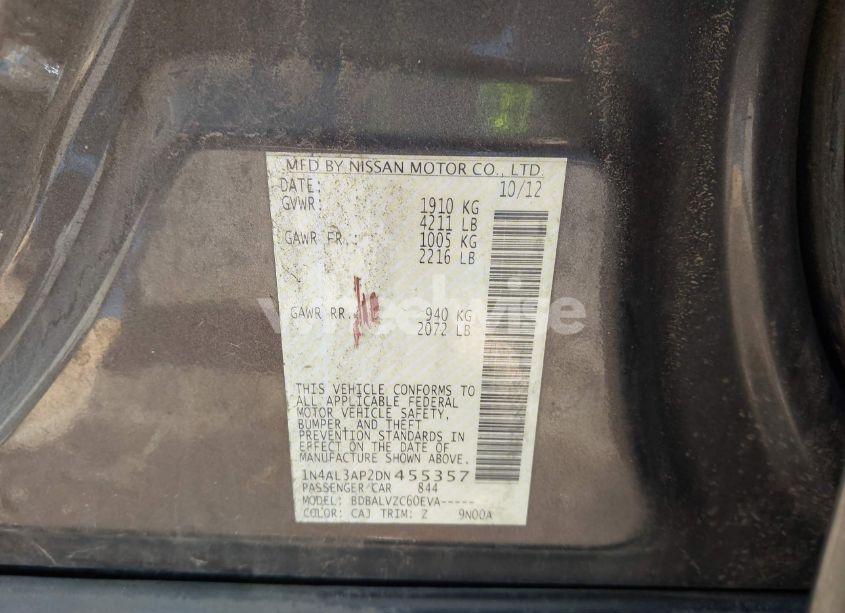 MFD BY NISSAN MOTOR CO., LTD.
DATE: 10/12
GVWR: 1910 KG
4211 LB
GAWR FR.: 1005 KG
2216 LB
wheelwise
GAWR RR. 940 KG
2072 LB
THIS VEHICLE CONFORMS TO
ALL APPLICABLE FEDERAL
MOTOR VEHICLE SAFETY,
BUMPER, AND THEFT
PREVENTION STANDARDS IN
EFFECT ON THE DATE OF
MANUFACTURE SHOWN ABOVE.
1N4AL3AP2DN455357
PASSENGER CAR 844
MODEL: BDBALVZC60EVA-----
COLOR: CAJ TRIM: Z 9N00A